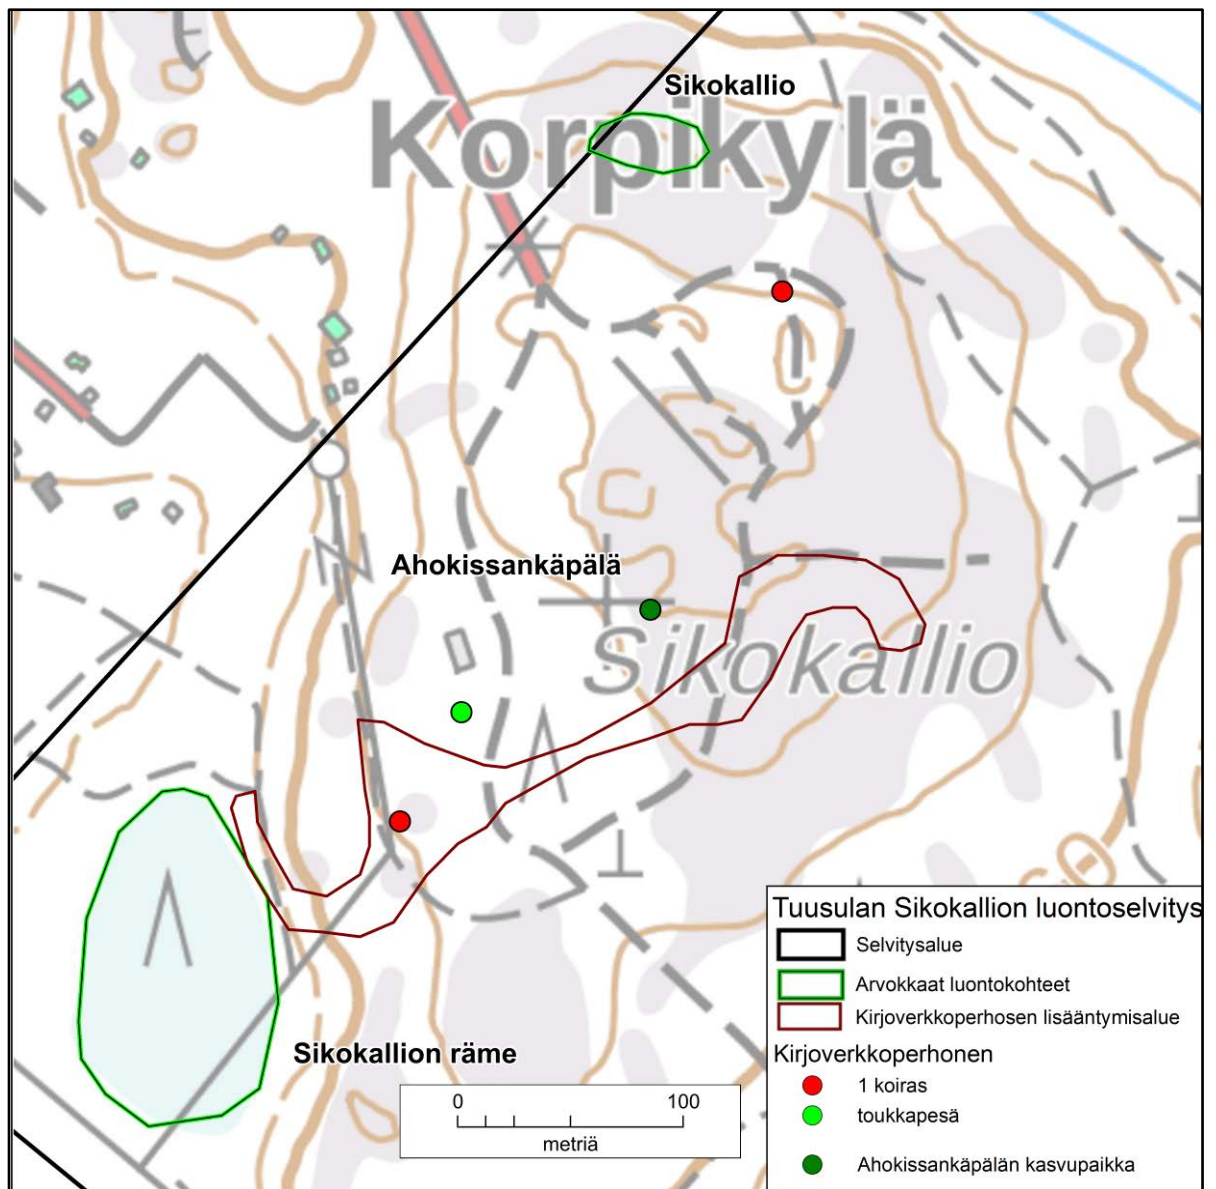 Sikokallio
Korpikylä
Ahokissankäpälä
Sikokallio
Sikokallion räme
0 100
metriä
Tuusulan Sikokallion luontoselvitys
Selvitysalue
Arvokkaat luontokohteet
Kirjoverkkoperhosen lisääntymisalue
Kirjoverkkoperhonen
1 koiras
toukkapesä
Ahokissankäpälän kasvupaikka